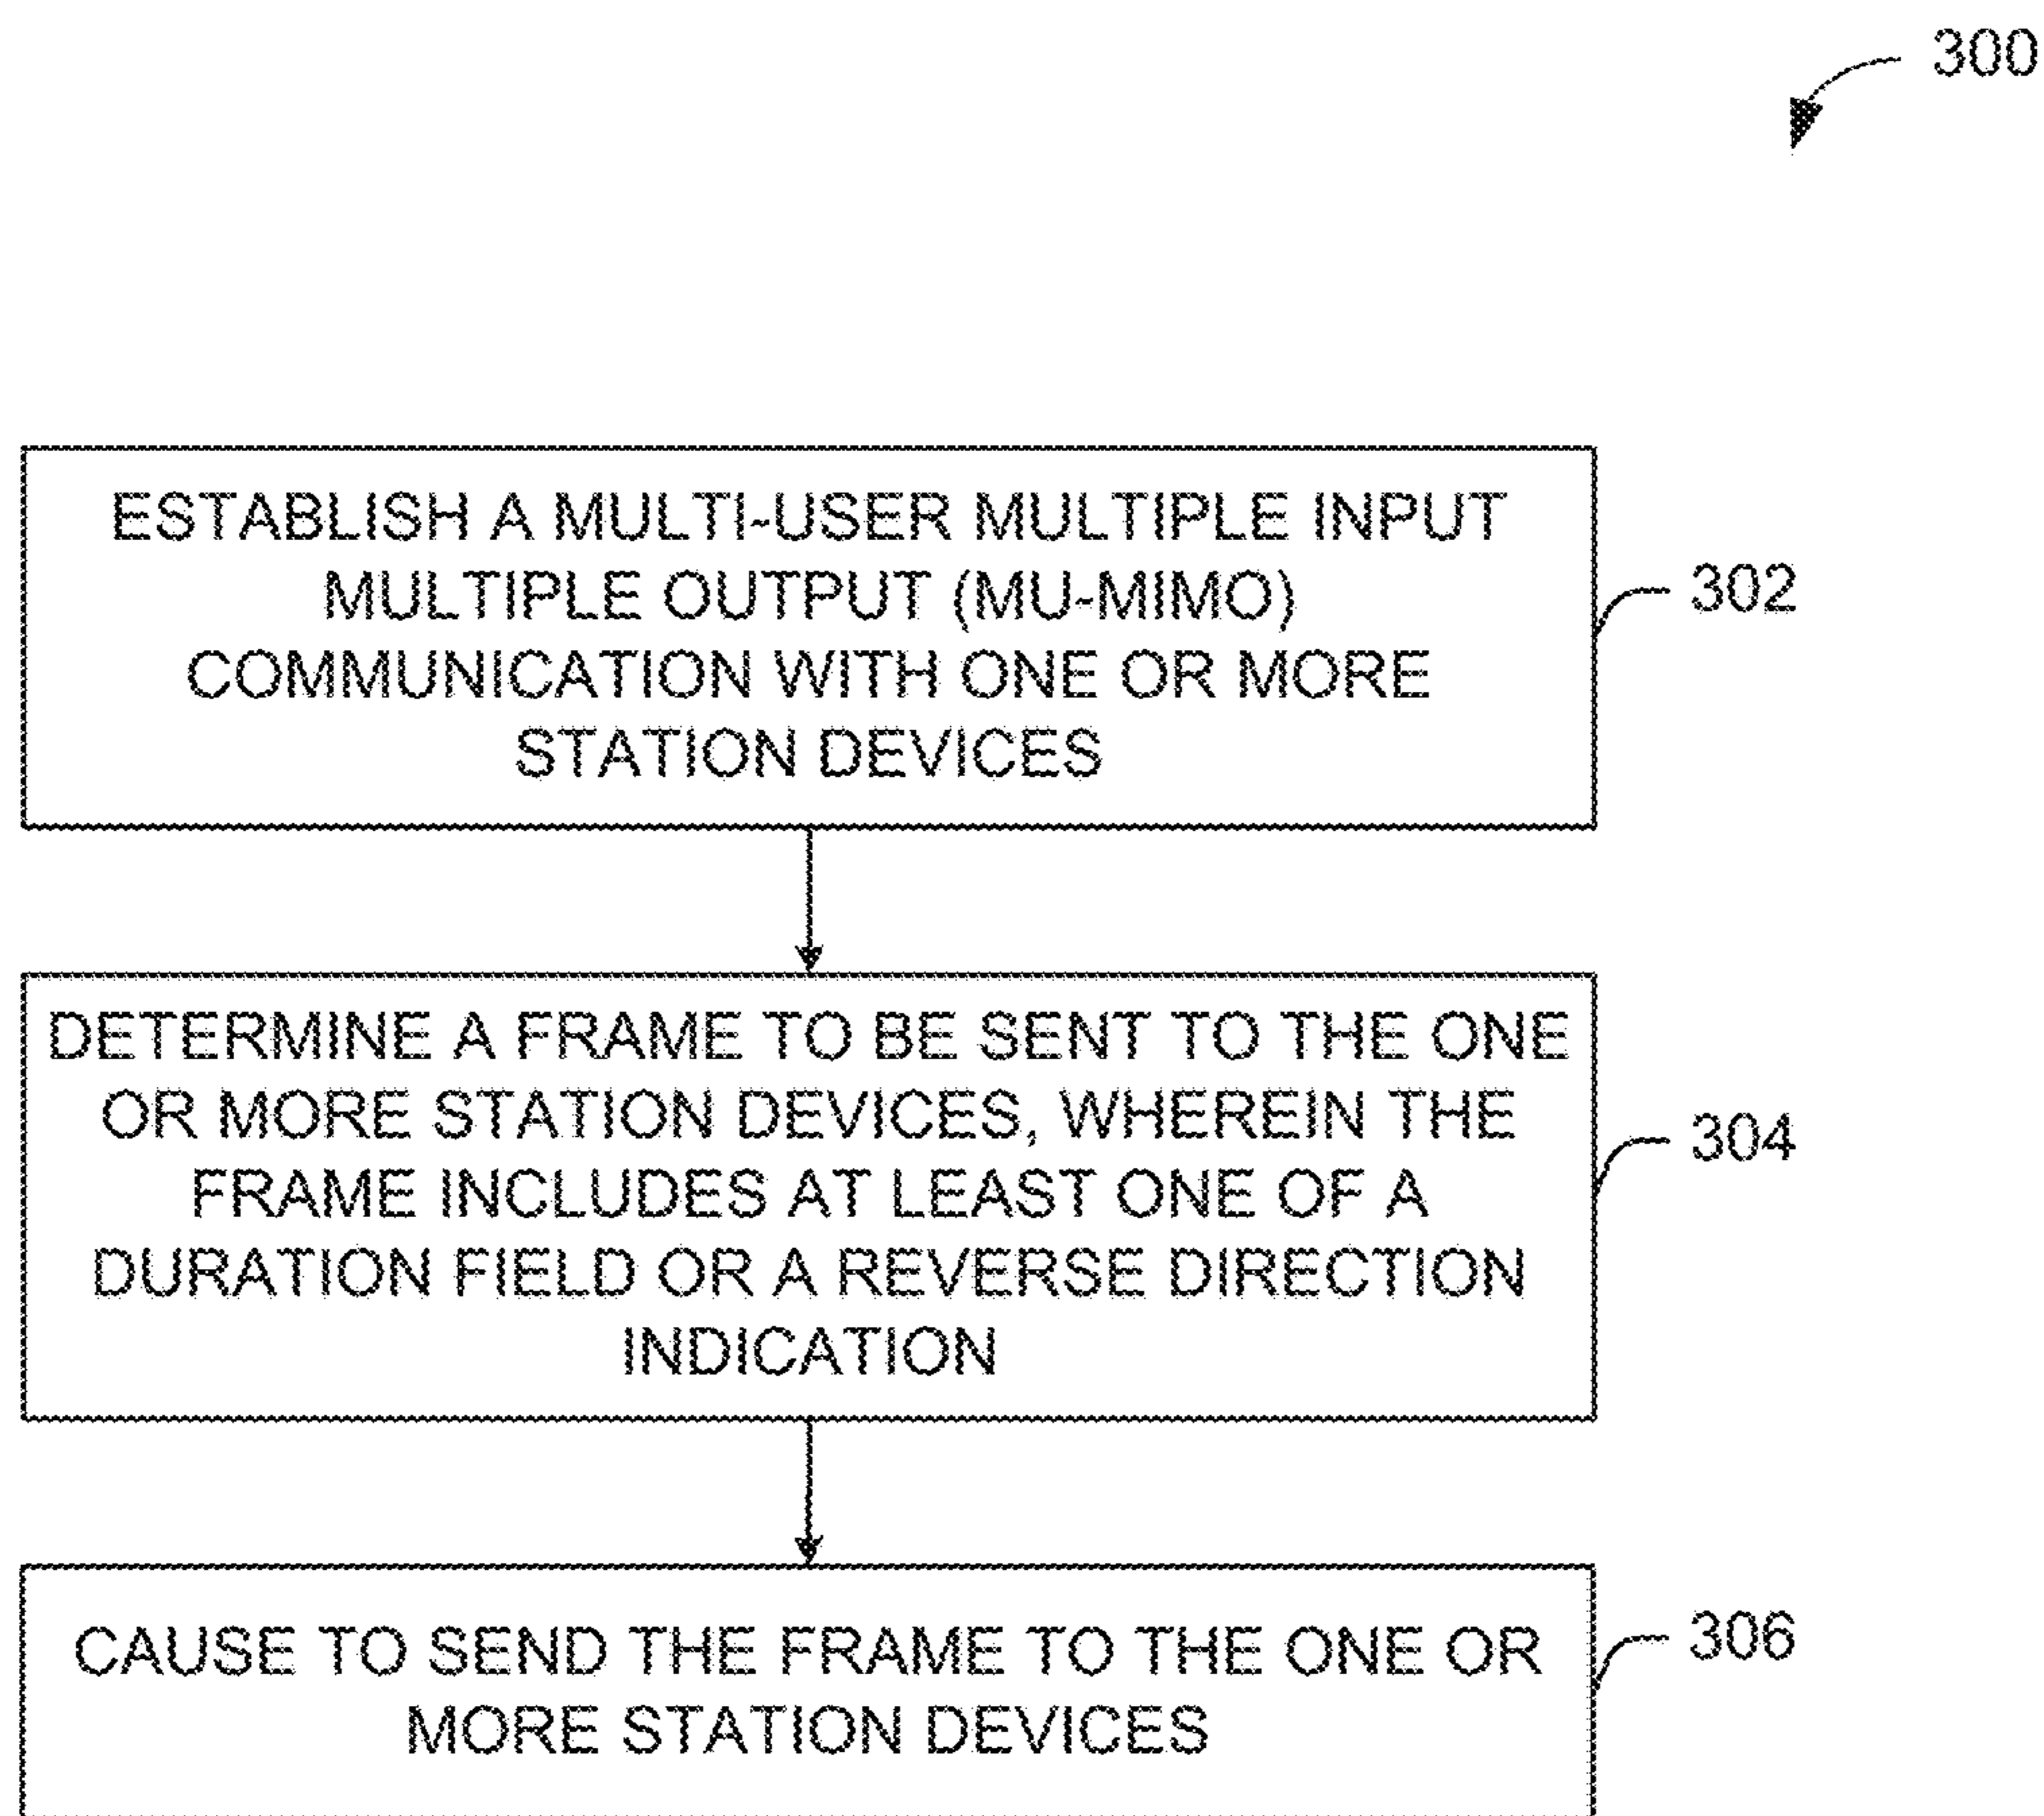 300
ESTABLISH A MULTI-USER MULTIPLE INPUT
MULTIPLE OUTPUT (MU-MIMO)
COMMUNICATION WITH ONE OR MORE
STATION DEVICES
302
DETERMINE A FRAME TO BE SENT TO THE ONE
OR MORE STATION DEVICES, WHEREIN THE
FRAME INCLUDES AT LEAST ONE OF A
DURATION FIELD OR A REVERSE DIRECTION
INDICATION
304
CAUSE TO SEND THE FRAME TO THE ONE OR
MORE STATION DEVICES
306